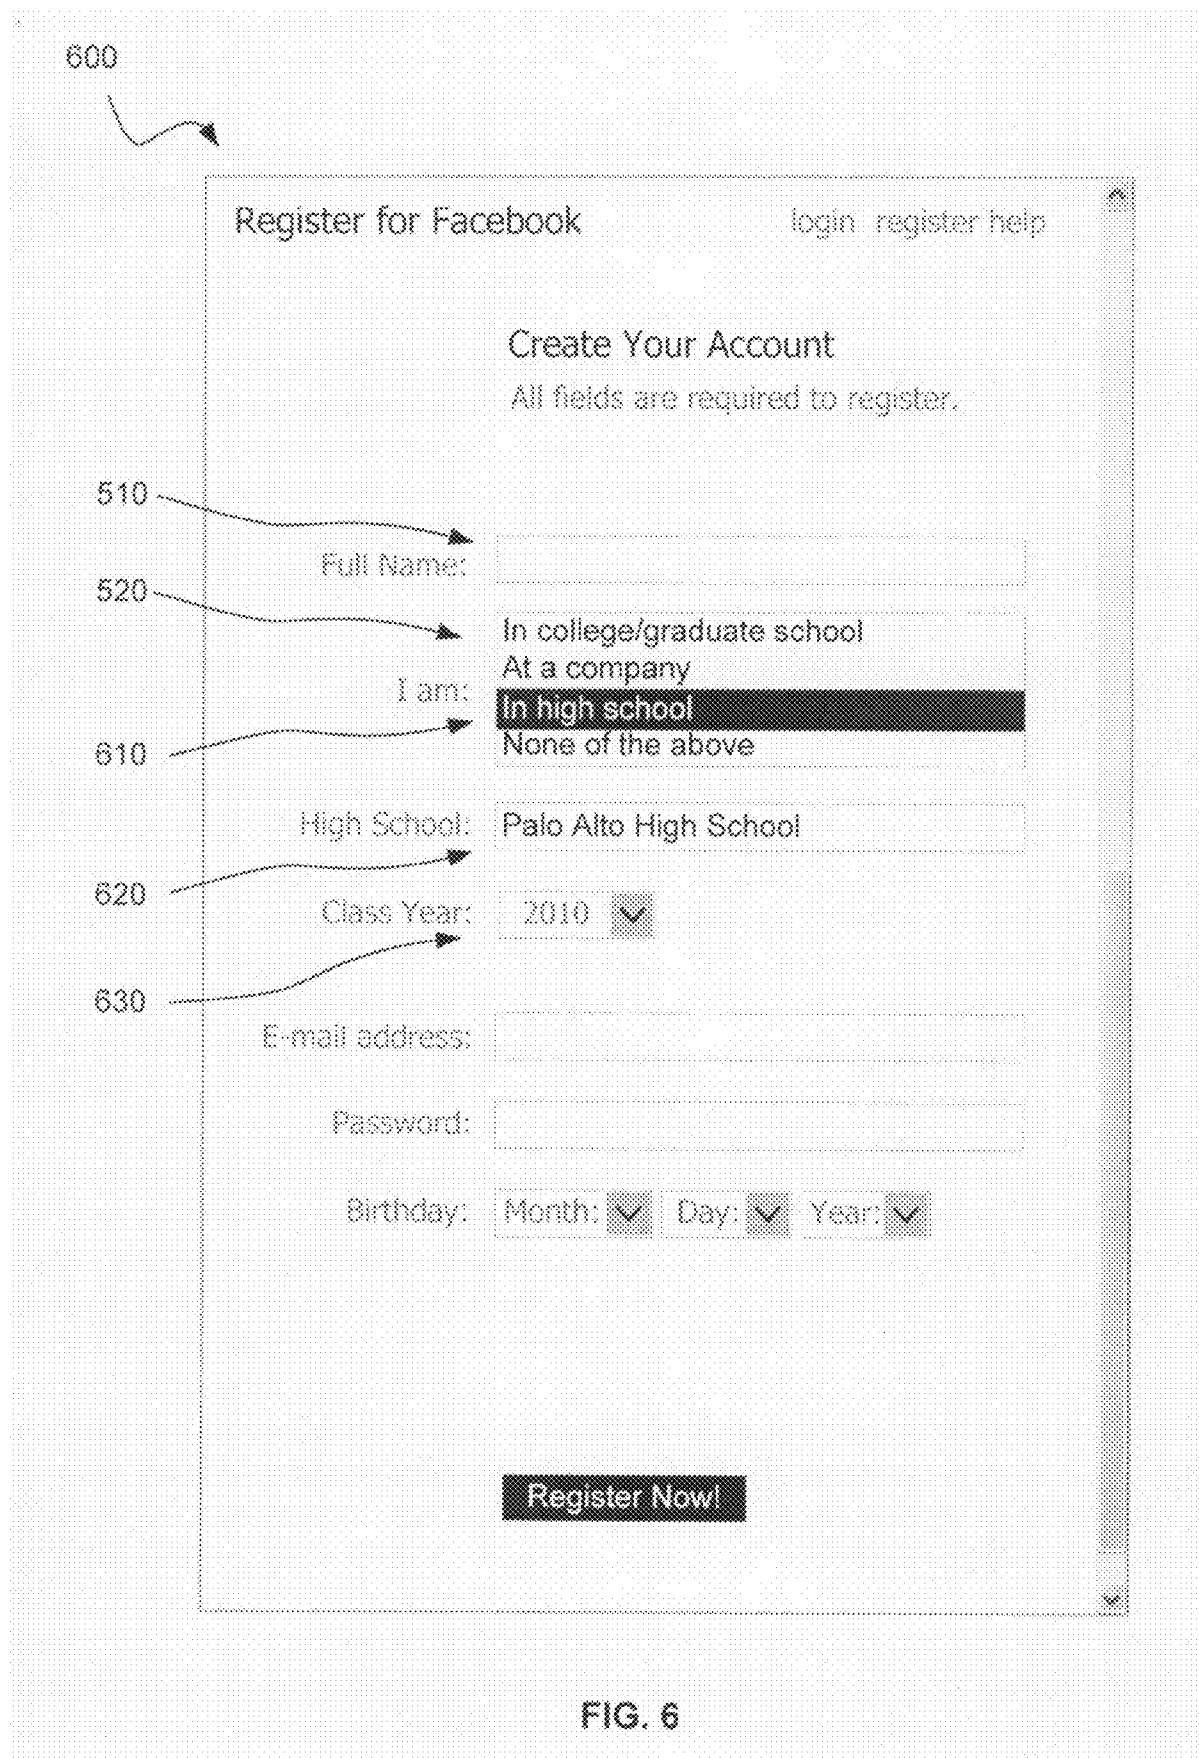 600
Register for Facebook login register help
Create Your Account
All fields are required to register.
510
Full Name:
520
In college/graduate school
At a company
I am:
In high school
610
None of the above
High School: Palo Alto High School
620
Class Year: 2010
630
E-mail address:
Password:
Birthday: Month: Day: Year:
Register Now!
FIG. 6